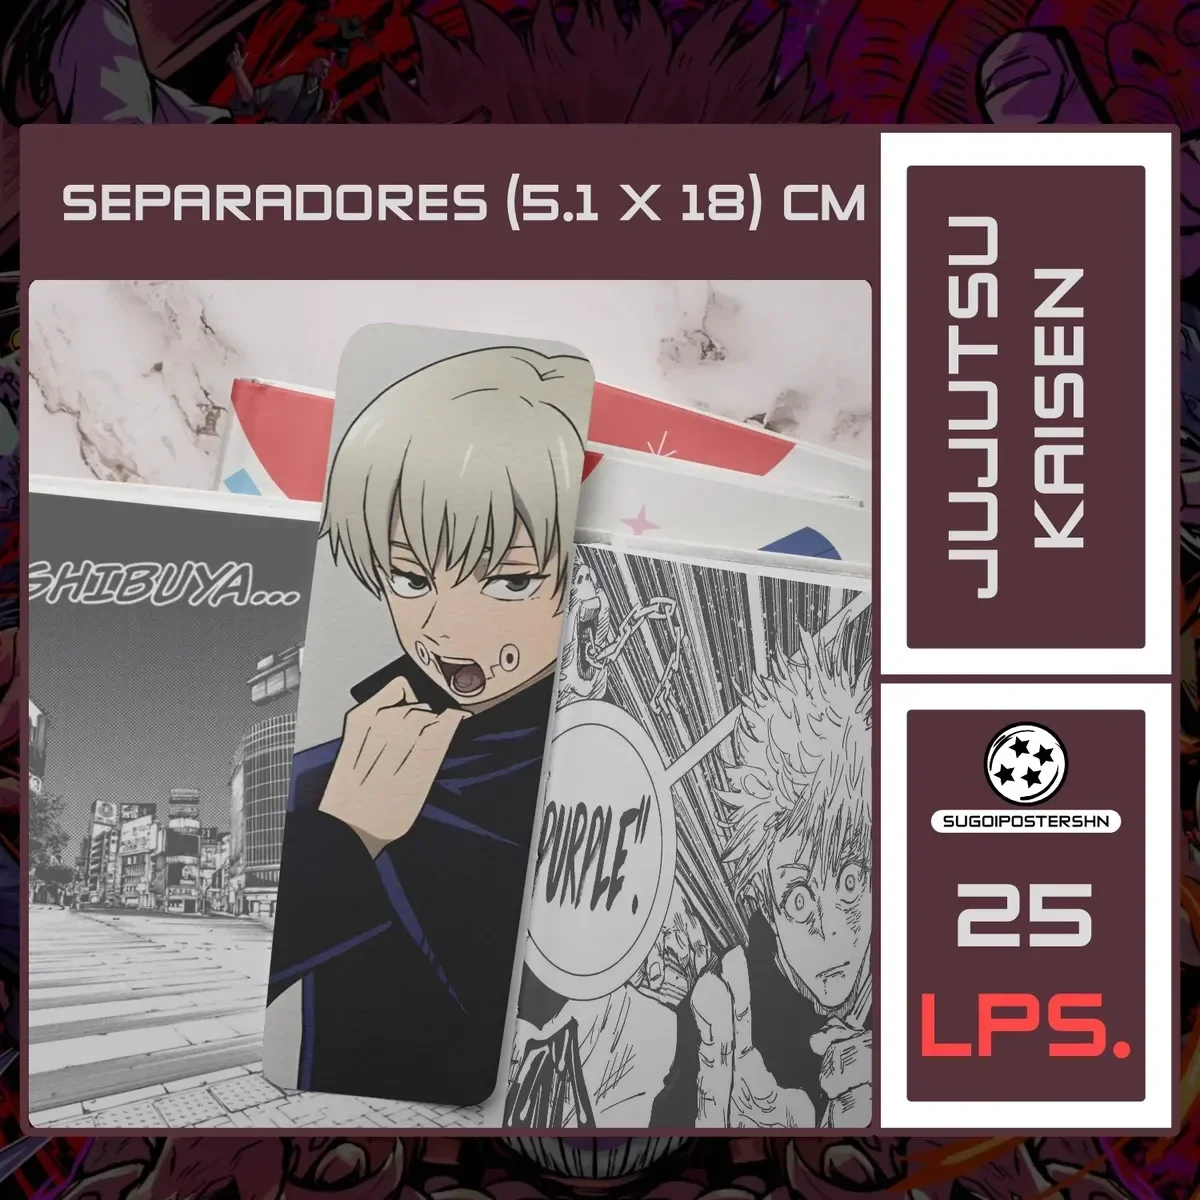 SEPARADORES (5.1 X 18) CM
JUJUTSU
KAISEN
SHIBUYA...
PURPLE".
SUGOIPOSTERSHN
25
LPS.